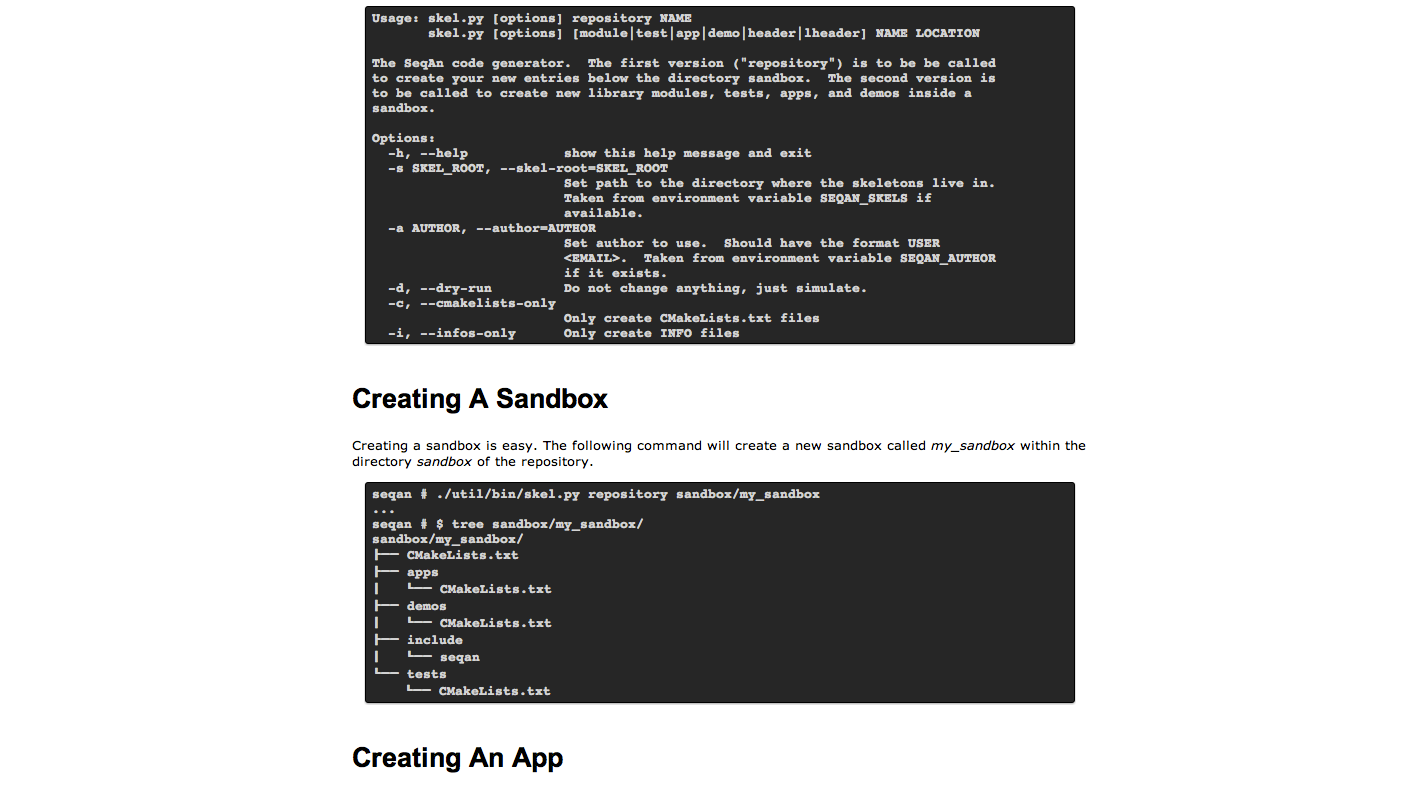 Usage: skel.py [options] repository NAME
       skel.py [options] [module|test|app|demo|header|lheader] NAME LOCATION
The SeqAn code generator.  The first version ("repository") is to be be called
to create your new entries below the directory sandbox.  The second version is
to be called to create new library modules, tests, apps, and demos inside a
sandbox.
Options:
  -h, --help            show this help message and exit
  -s SKEL_ROOT, --skel-root=SKEL_ROOT
                        Set path to the directory where the skeletons live in.
                        Taken from environment variable SEQAN_SKELS if
                        available.
  -a AUTHOR, --author=AUTHOR
                        Set author to use.  Should have the format USER
                        <EMAIL>.  Taken from environment variable SEQAN_AUTHOR
                        if it exists.
  -d, --dry-run         Do not change anything, just simulate.
  -c, --cmakelists-only
                        Only create CMakeLists.txt files
  -i, --infos-only      Only create INFO files
Creating A Sandbox
Creating a sandbox is easy. The following command will create a new sandbox called my_sandbox within the
directory sandbox of the repository.
seqan # ./util/bin/skel.py repository sandbox/my_sandbox
...
seqan # $ tree sandbox/my_sandbox/
sandbox/my_sandbox/
├── CMakeLists.txt
├── apps
│   └── CMakeLists.txt
├── demos
│   └── CMakeLists.txt
├── include
│   └── seqan
└── tests
    └── CMakeLists.txt
Creating An App